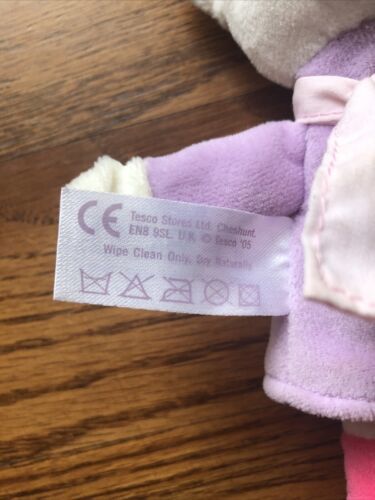 CE Tesco Stores Ltd. Cheshunt.
EN8 9SL. U.K. © Tesco '05
Wipe Clean Only, Dry Naturally